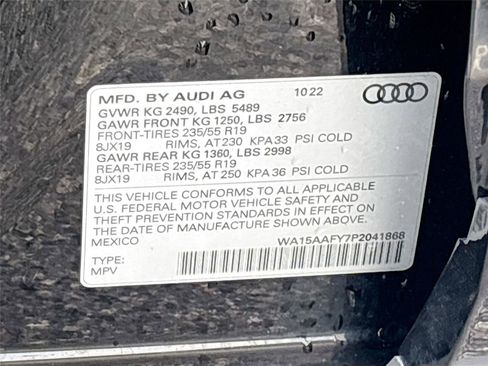 MFD. BY AUDI AG 10 22
GVWR KG 2490, LBS 5489
GAWR FRONT KG 1250, LBS 2756
FRONT-TIRES 235/55 R19
8JX19 RIMS, AT 230 KPA 33 PSI COLD
GAWR REAR KG 1360, LBS 2998
REAR-TIRES 235/55 R19
8JX19 RIMS, AT 250 KPA 36 PSI COLD
THIS VEHICLE CONFORMS TO ALL APPLICABLE
U.S. FEDERAL MOTOR VEHICLE SAFETY AND
THEFT PREVENTION STANDARDS IN EFFECT ON
THE DATE OF MANUFACTURE SHOWN ABOVE.
MEXICO WA15AAFY7P2041868
TYPE:
MPV